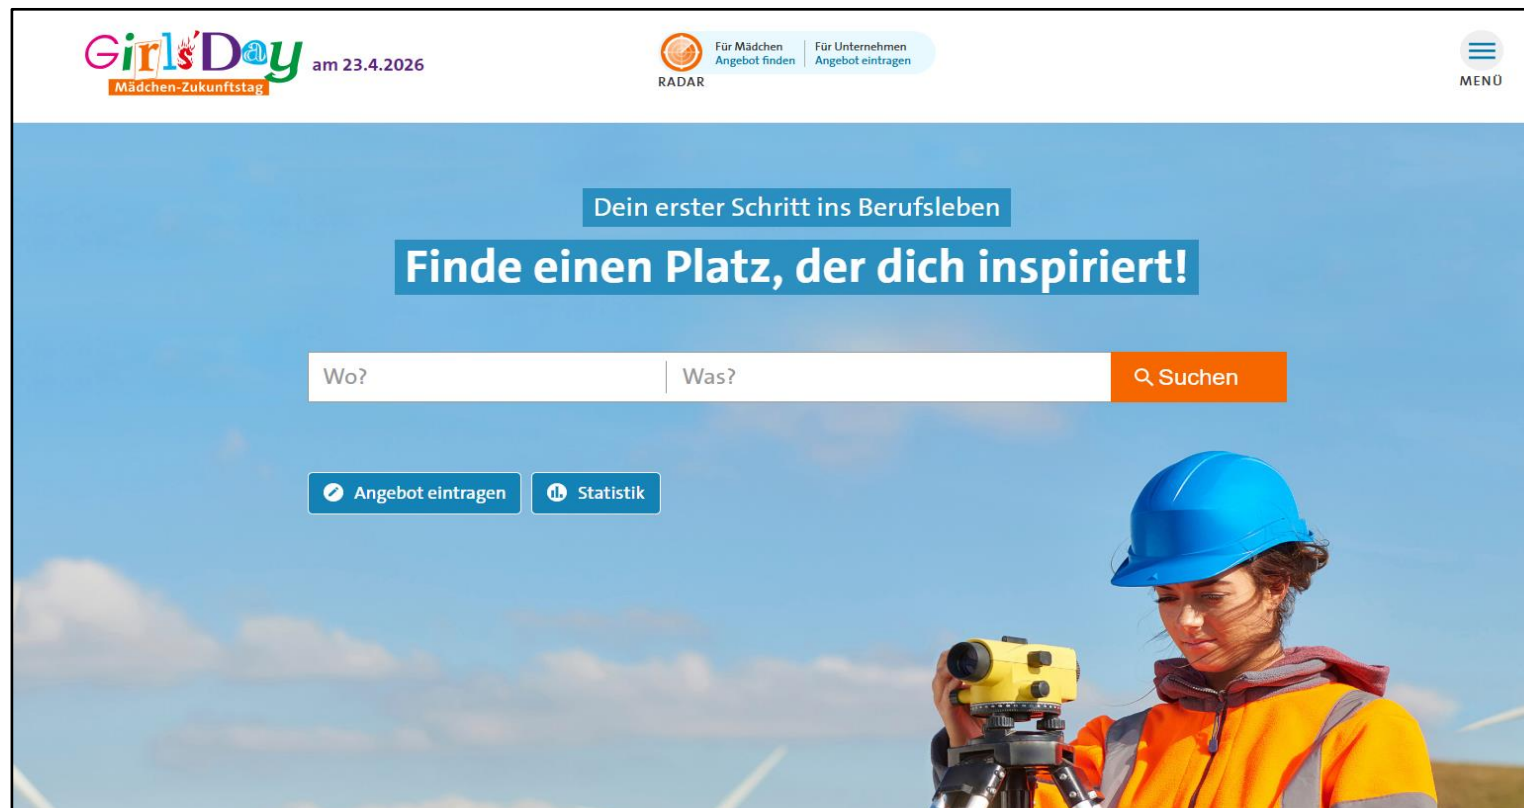 Girls'Day
Mädchen-Zukunftstag
am 23.4.2026
RADAR
Für Mädchen
Angebot finden
Für Unternehmen
Angebot eintragen
MENÜ
Dein erster Schritt ins Berufsleben
Finde einen Platz, der dich inspiriert!
Wo? Was? Suchen
Angebot eintragen Statistik